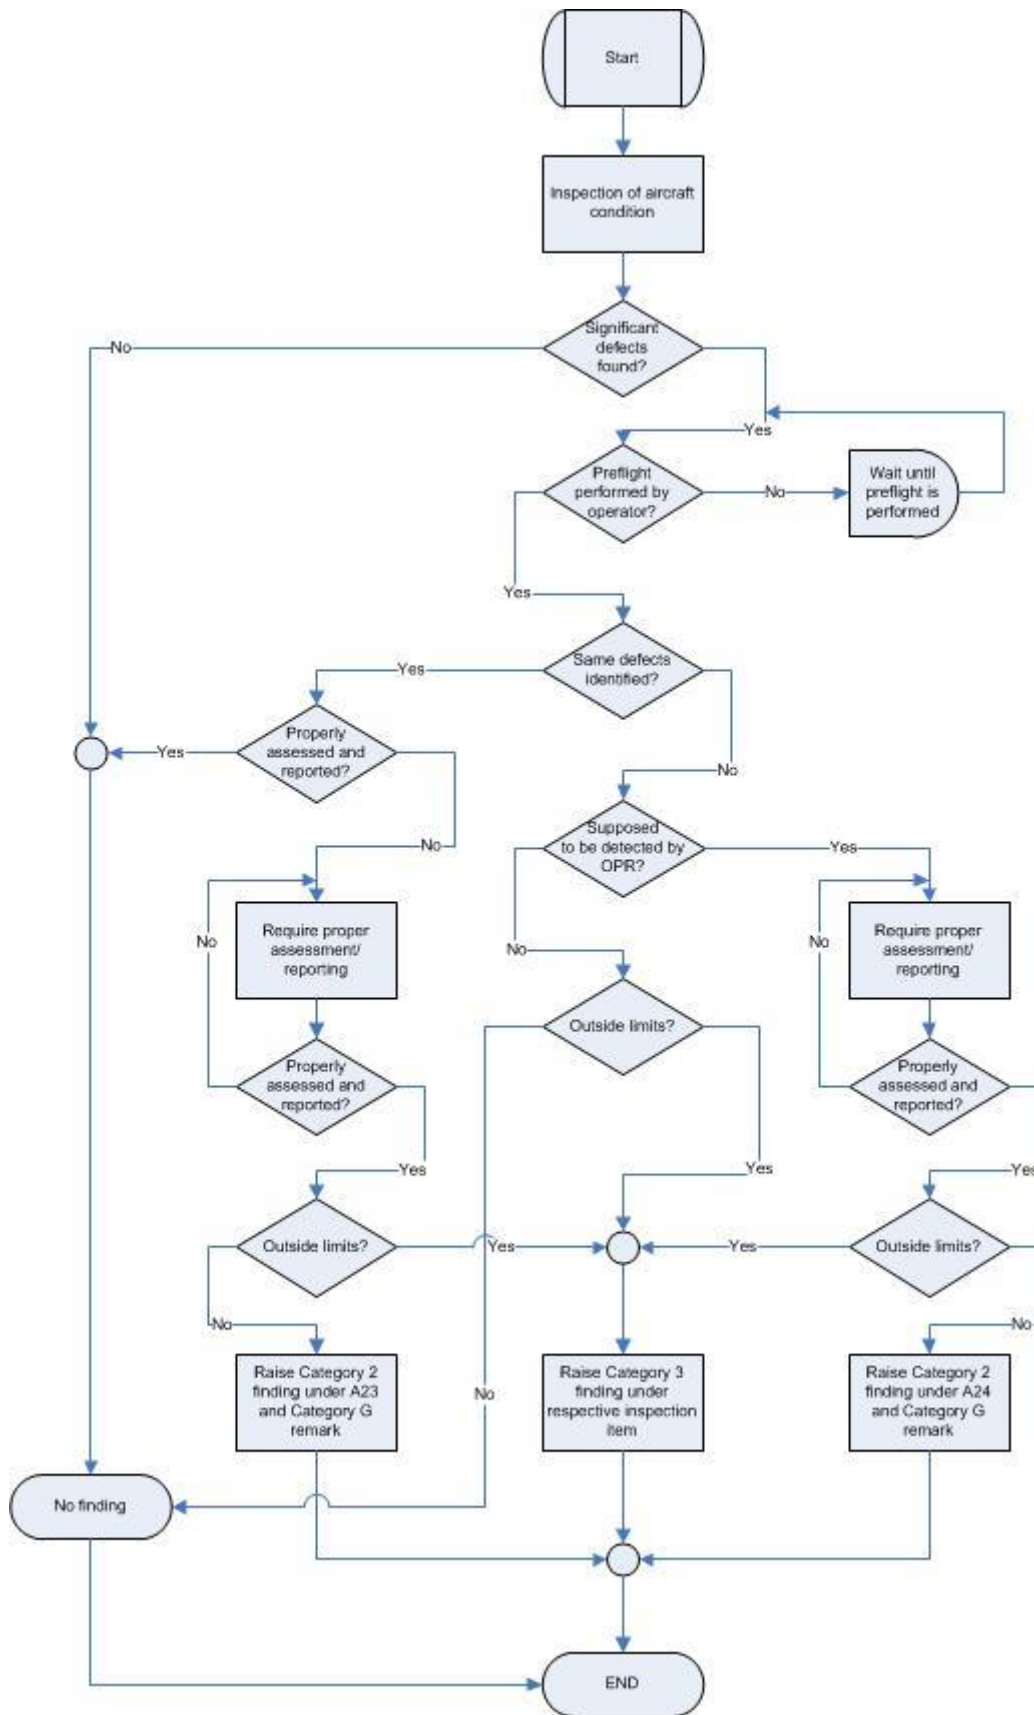 Start
Inspection of aircraft
condition
Significant
defects
found?
No
Yes
Preflight
performed by
operator?
No
Wait until
preflight is
performed
Yes
Same defects
identified?
Yes
No
Properly
assessed and
reported?
Yes
No
Supposed
to be detected by
OPR?
Yes
No
Require proper
assessment/
reporting
No
Require proper
assessment/
reporting
No
Outside limits?
Properly
assessed and
reported?
Properly
assessed and
reported?
Yes
Yes
Yes
Outside limits?
Yes
Yes
Outside limits?
No
No
Raise Category 2
finding under A23
and Category G
remark
No
Raise Category 3
finding under
respective inspection
item
Raise Category 2
finding under A24
and Category G
remark
No finding
END